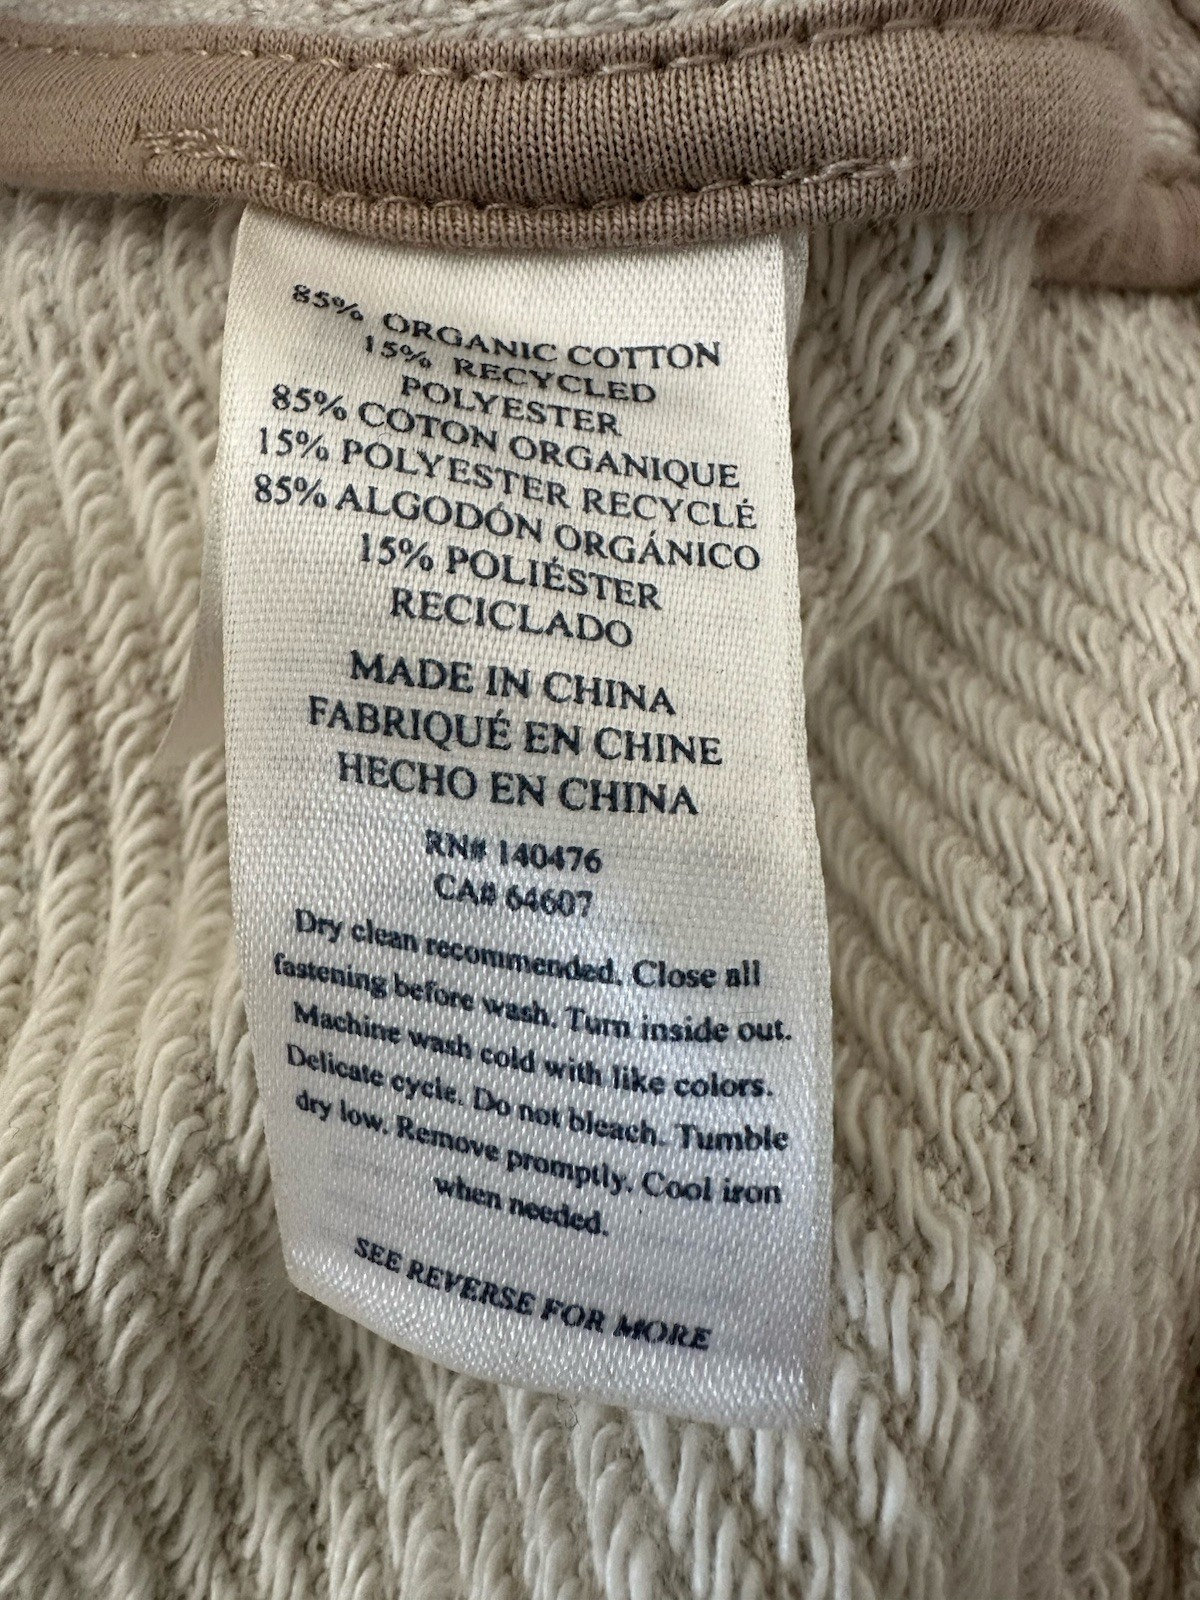 85% ORGANIC COTTON
15% RECYCLED
POLYESTER
85% COTON ORGANIQUE
15% POLYESTER RECYCLÉ
85% ALGODÓN ORGÁNICO
15% POLIÉSTER
RECICLADO
MADE IN CHINA
FABRIQUÉ EN CHINE
HECHO EN CHINA
RN# 140476
CA# 64607
Dry clean recommended. Close all
fastening before wash. Turn inside out.
Machine wash cold with like colors.
Delicate cycle. Do not bleach. Tumble
dry low. Remove promptly. Cool iron
when needed.
SEE REVERSE FOR MORE